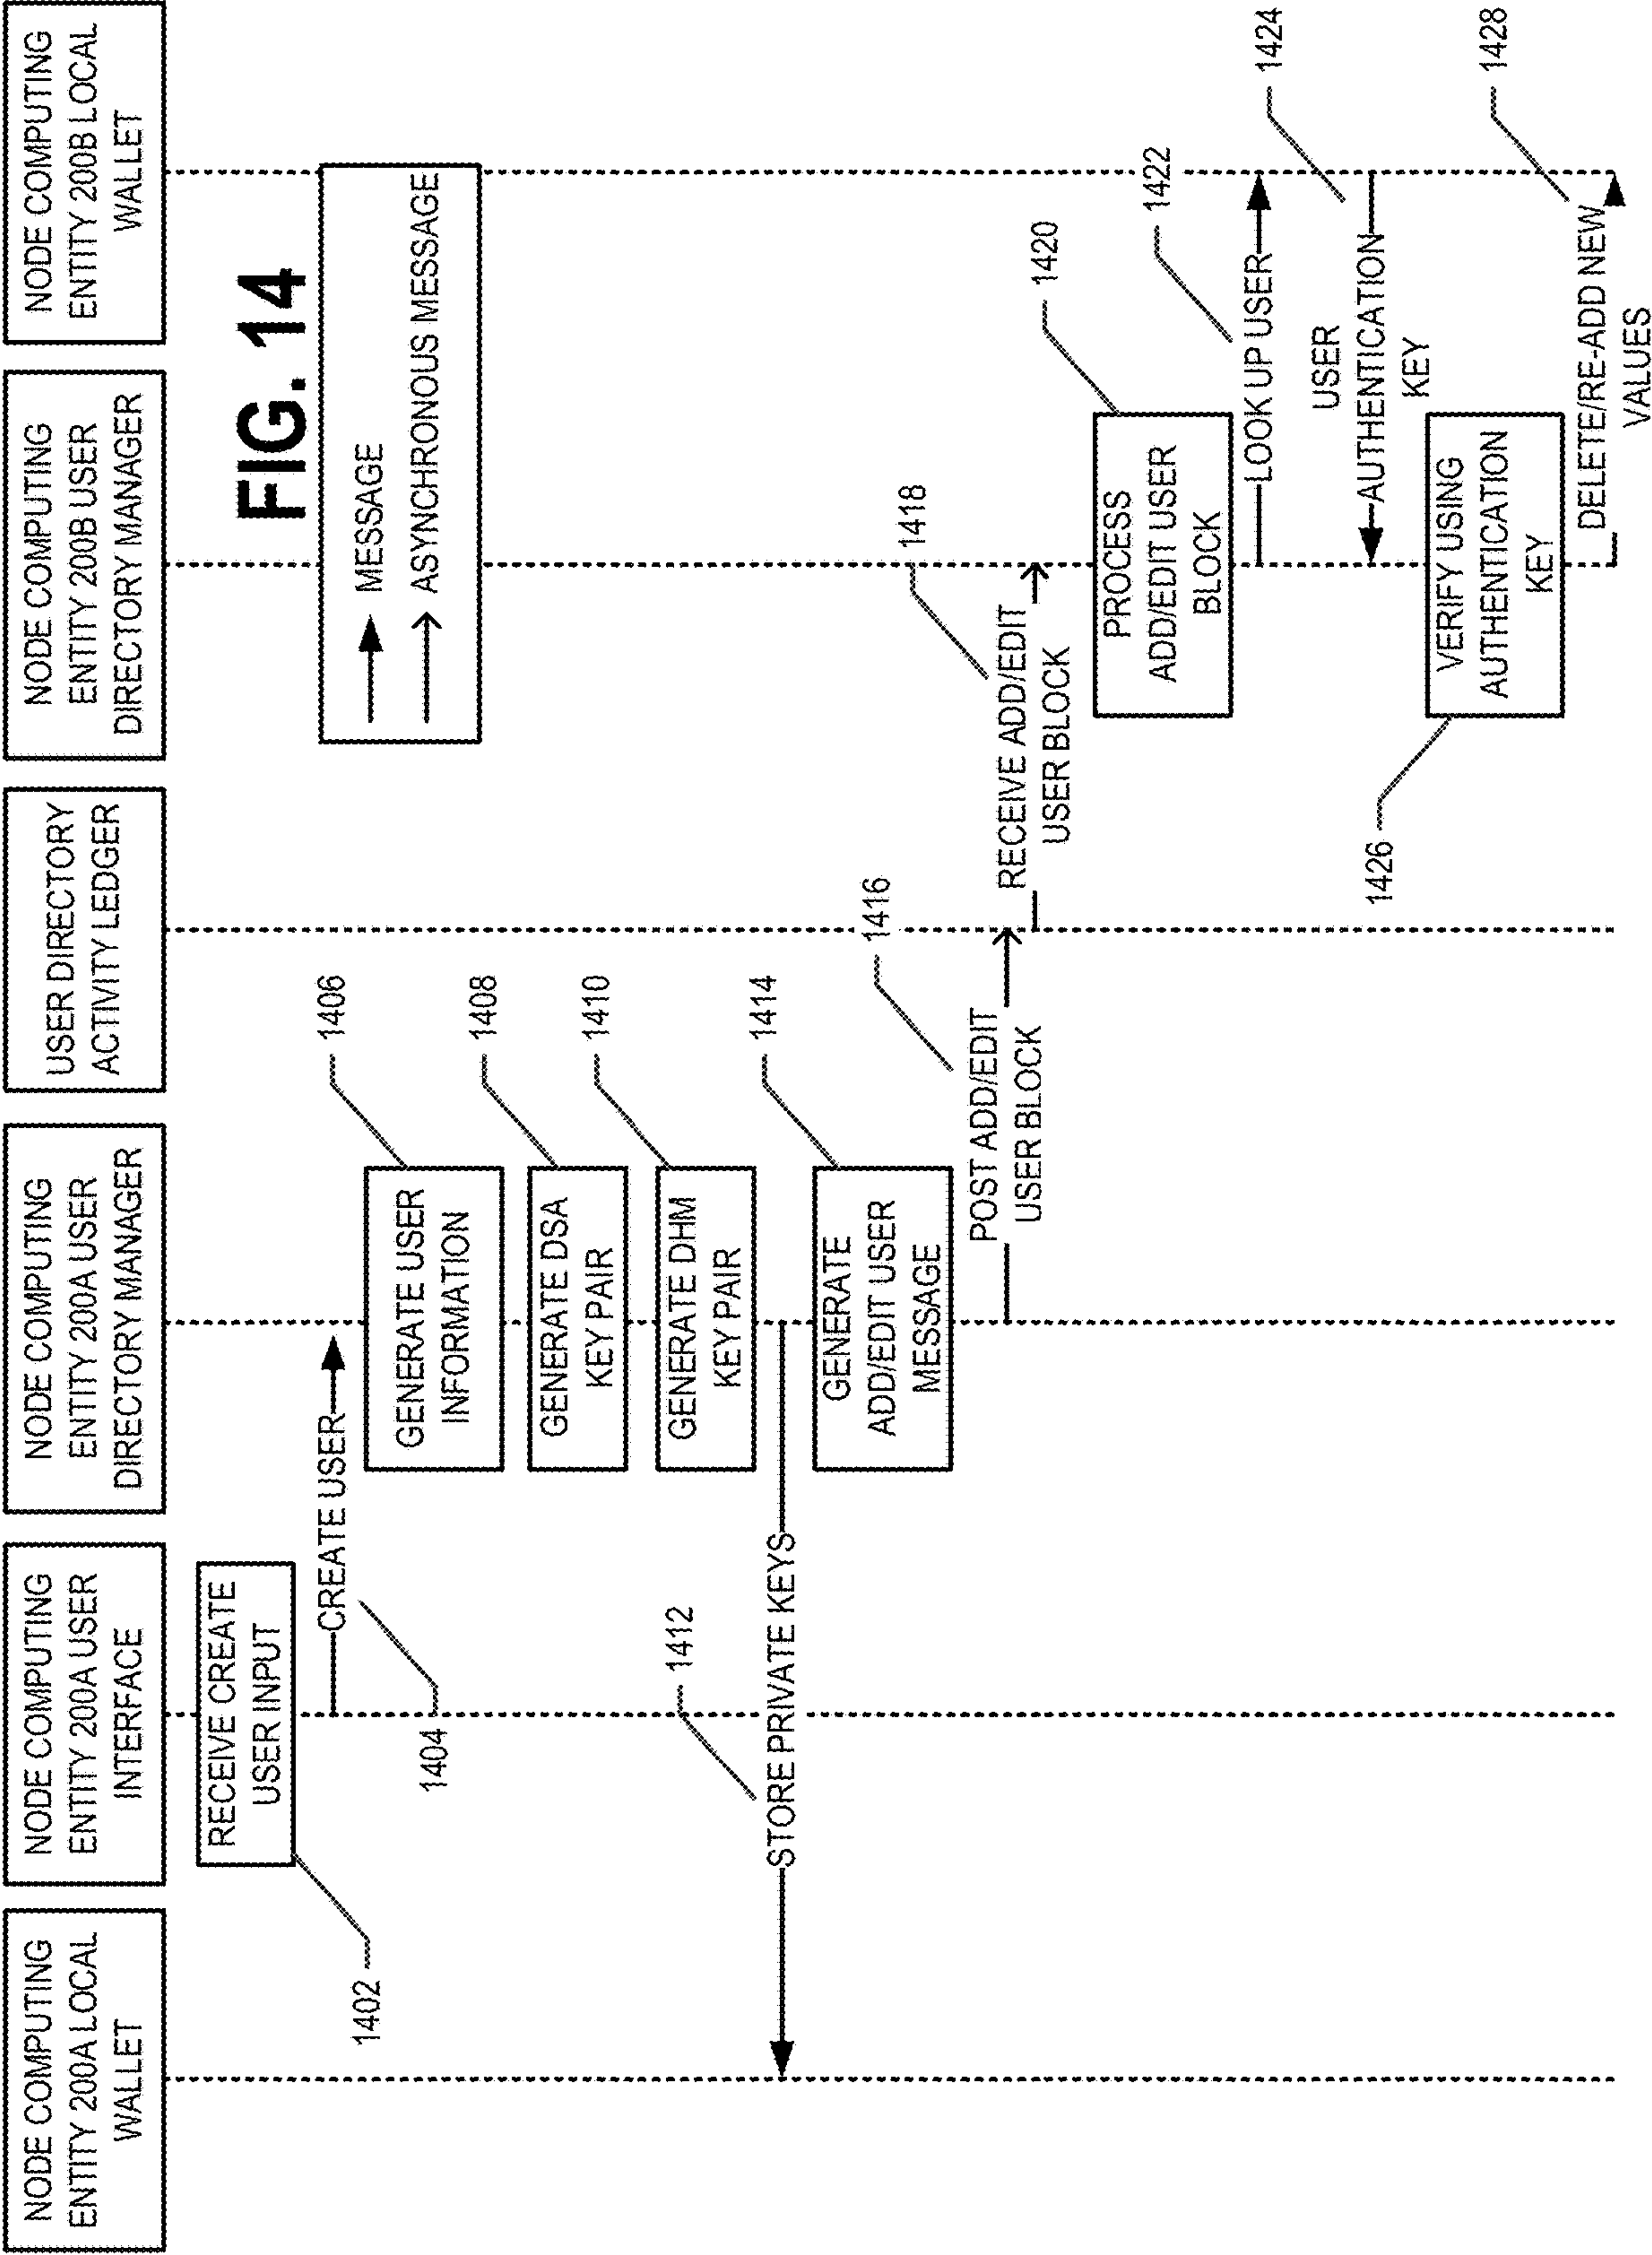 NODE COMPUTING
ENTITY 200A LOCAL
WALLET
NODE COMPUTING
ENTITY 200A USER
INTERFACE
NODE COMPUTING
ENTITY 200A USER
DIRECTORY MANAGER
USER DIRECTORY
ACTIVITY LEDGER
NODE COMPUTING
ENTITY 200B USER
DIRECTORY MANAGER
NODE COMPUTING
ENTITY 200B LOCAL
WALLET
FIG. 14
MESSAGE
ASYNCHRONOUS MESSAGE
RECEIVE CREATE
USER INPUT
1402
CREATE USER
1404
GENERATE USER
INFORMATION
1406
GENERATE DSA
KEY PAIR
1408
GENERATE DHM
KEY PAIR
1410
STORE PRIVATE KEYS
1412
GENERATE
ADD/EDIT USER
MESSAGE
1414
POST ADD/EDIT
USER BLOCK
1416
RECEIVE ADD/EDIT
USER BLOCK
1418
PROCESS
ADD/EDIT USER
BLOCK
1420
LOOK UP USER
1422
USER
AUTHENTICATION
KEY
1424
VERIFY USING
AUTHENTICATION
KEY
1426
DELETE/RE-ADD NEW
VALUES
1428